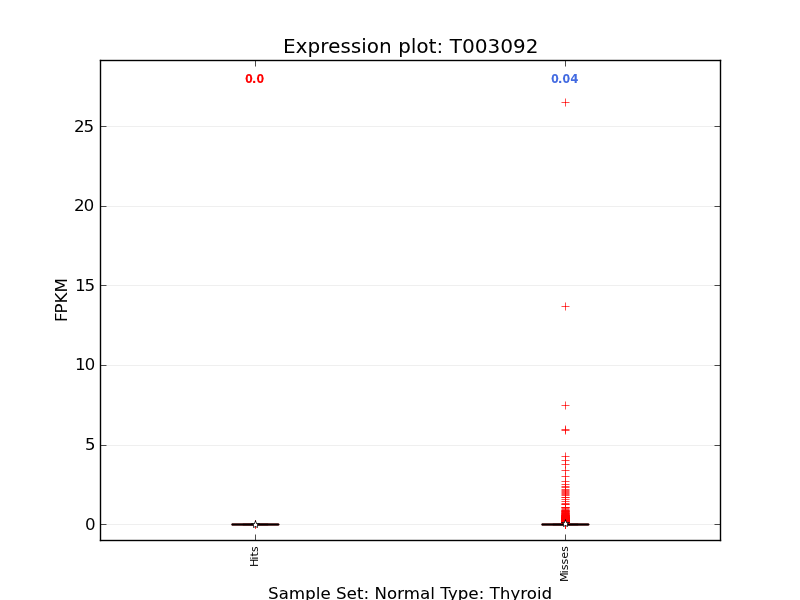 Expression plot: T003092
0.0
0.04
25
20
15
10
5
0
FPKM
Hits
Misses
Sample Set: Normal Type: Thyroid